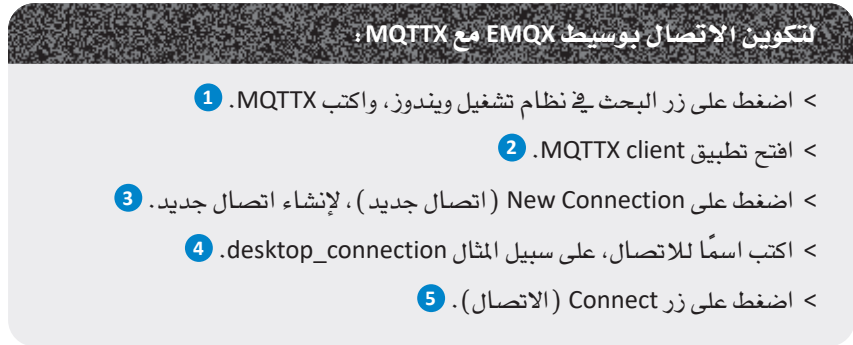 لتكوين الاتصال بوسيط EMQX مع MQTTX:
> اضغط على زر البحث في نظام تشغيل ويندوز، واكتب MQTTX. 1
> افتح تطبيق MQTTX client. 2
> اضغط على New Connection (اتصال جديد)، لإنشاء اتصال جديد. 3
> اكتب اسمًا للاتصال، على سبيل المثال desktop_connection. 4
> اضغط على زر Connect (الاتصال). 5